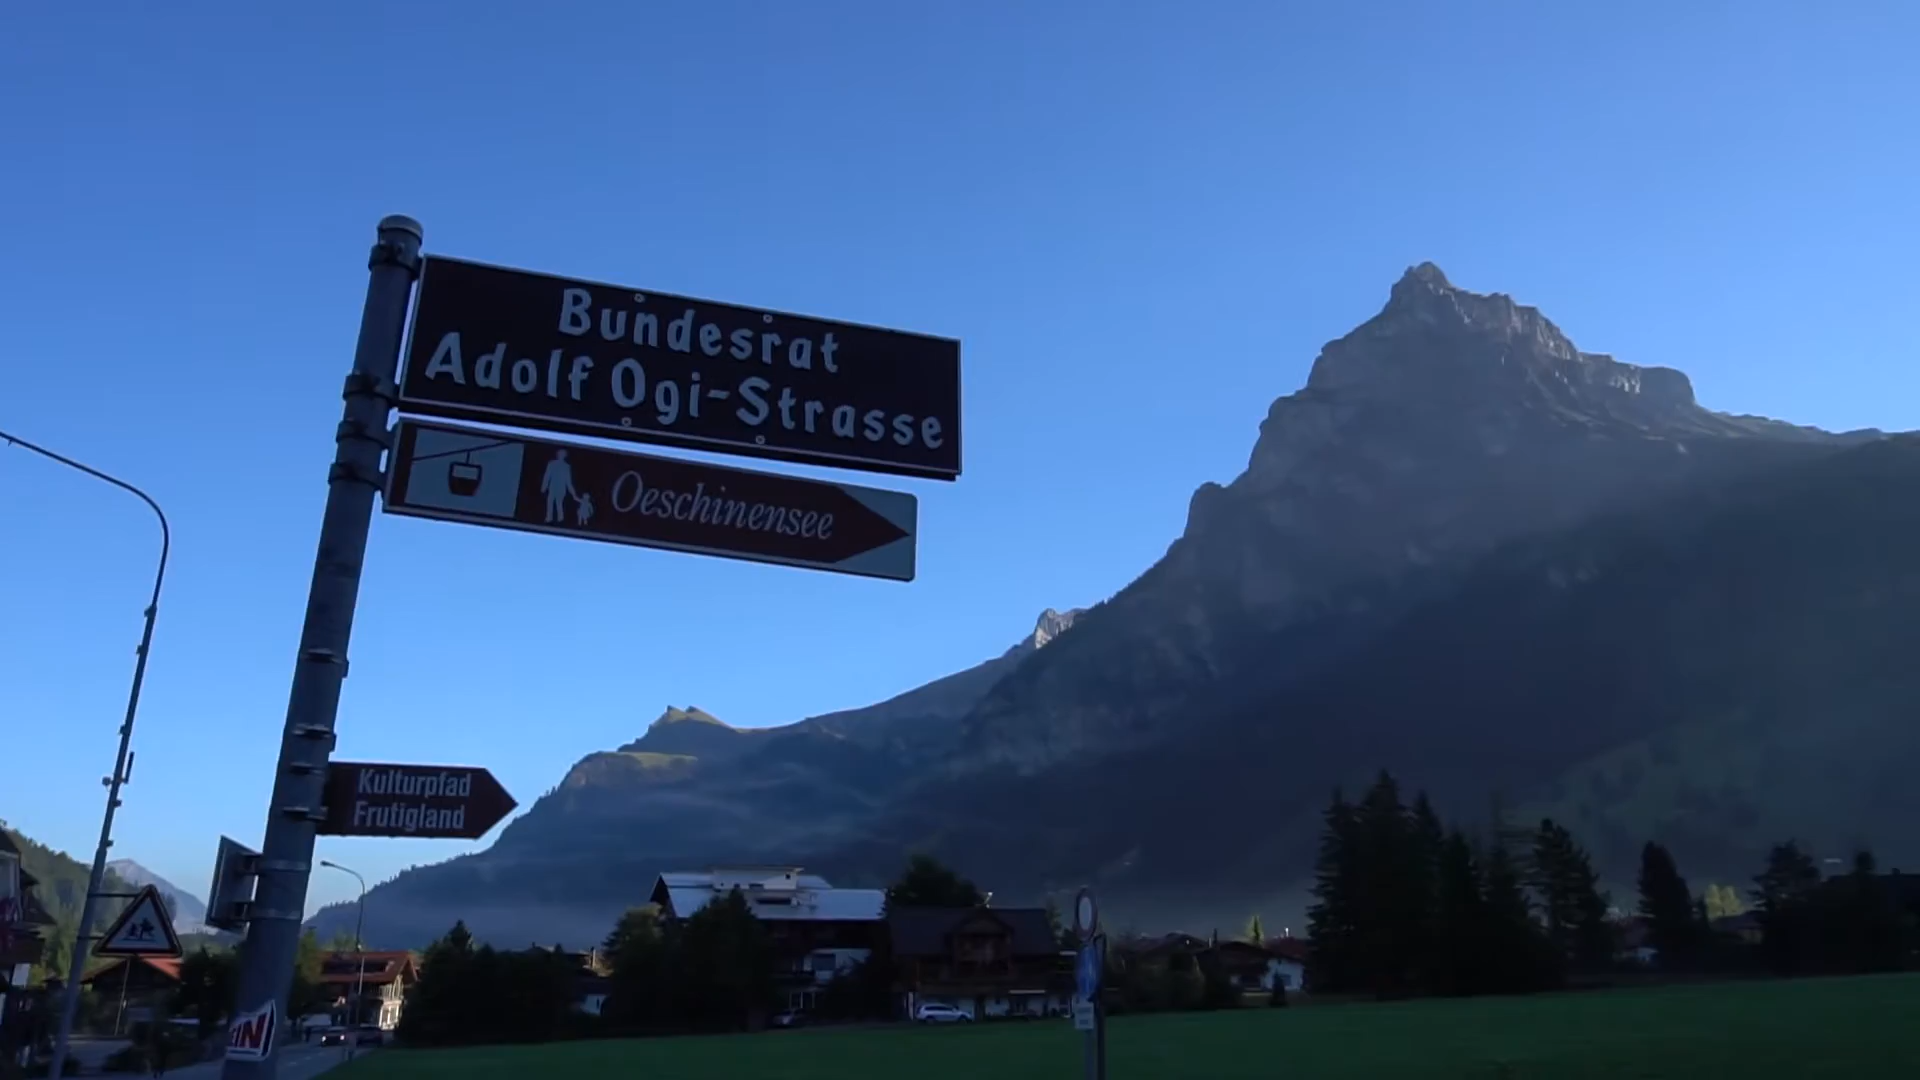 Bundesrat
Adolf Ogi-Strasse
Oeschinensee
Kulturpfad
Frutigland